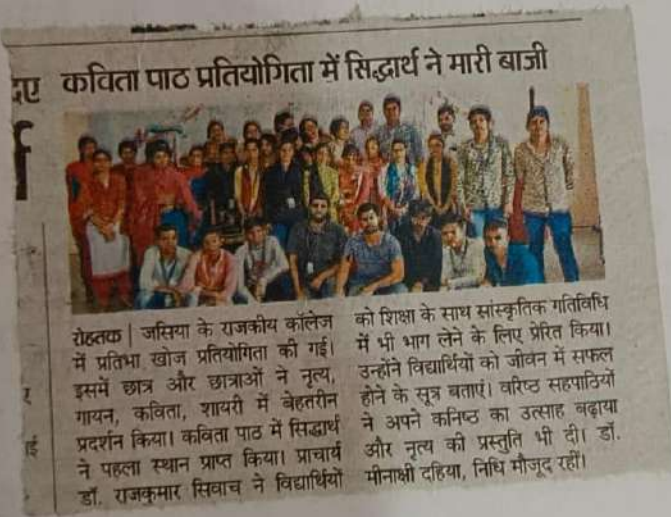 दए
कविता पाठ प्रतियोगिता में सिद्धार्थ ने मारी बाजी
रोहतक | जसिया के राजकीय कॉलेज
में प्रतिभा खोज प्रतियोगिता की गई।
इसमें छात्र और छात्राओं ने नृत्य,
गायन, कविता, शायरी में बेहतरीन
प्रदर्शन किया। कविता पाठ में सिद्धार्थ
ने पहला स्थान प्राप्त किया। प्राचार्य
डॉ. राजकुमार सिवाच ने विद्यार्थियों
को शिक्षा के साथ सांस्कृतिक गतिविधि
में भी भाग लेने के लिए प्रेरित किया।
उन्होंने विद्यार्थियों को जीवन में सफल
होने के सूत्र बताएं। वरिष्ठ सहपाठियों
ने अपने कनिष्ठ का उत्साह बढ़ाया
और नृत्य की प्रस्तुति भी दी। डॉ.
मीनाक्षी दहिया, निधि मौजूद रहीं।